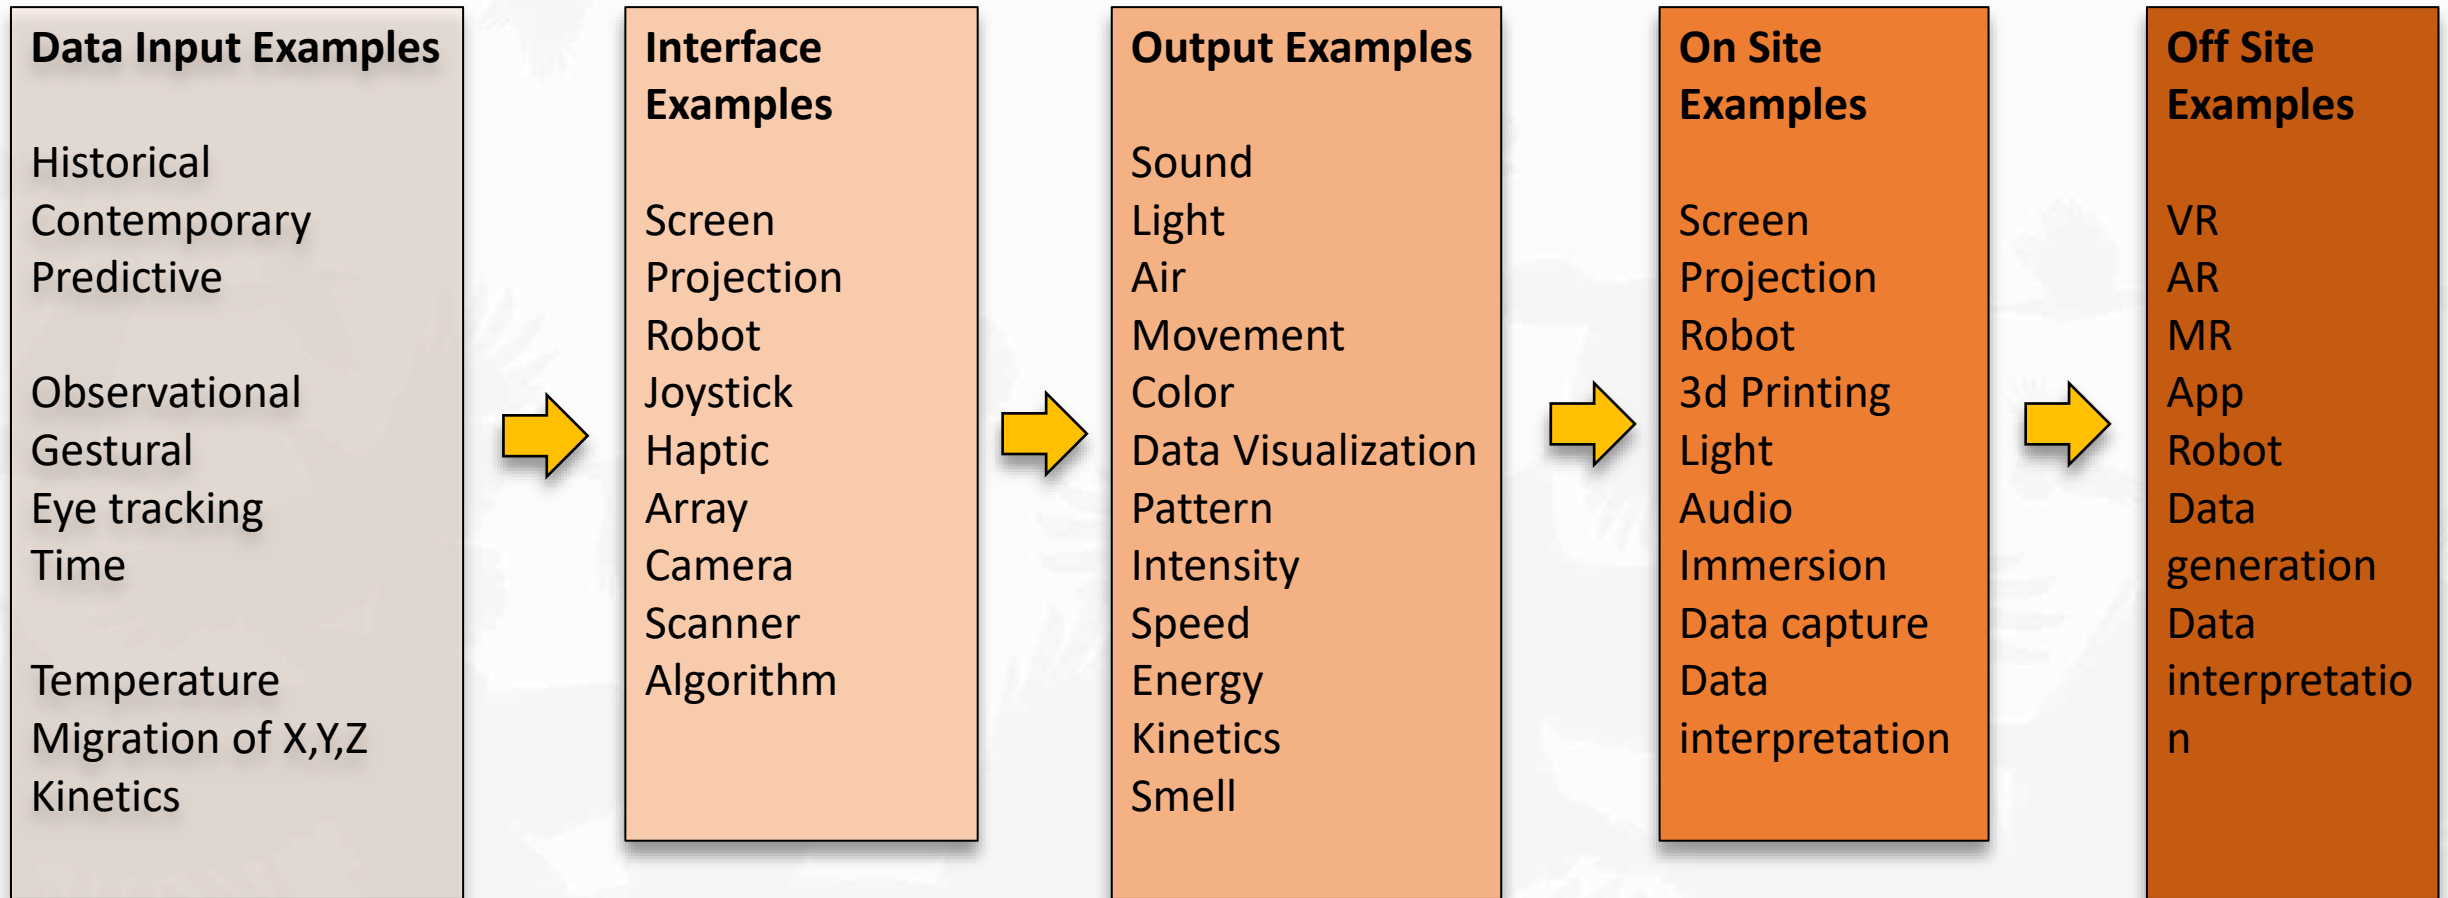 Data Input Examples
Historical
Contemporary
Predictive
Observational
Gestural
Eye tracking
Time
Temperature
Migration of X,Y,Z
Kinetics
Interface
Examples
Screen
Projection
Robot
Joystick
Haptic
Array
Camera
Scanner
Algorithm
Output Examples
Sound
Light
Air
Movement
Color
Data Visualization
Pattern
Intensity
Speed
Energy
Kinetics
Smell
On Site
Examples
Screen
Projection
Robot
3d Printing
Light
Audio
Immersion
Data capture
Data
interpretation
Off Site
Examples
VR
AR
MR
App
Robot
Data
generation
Data
interpretatio
n